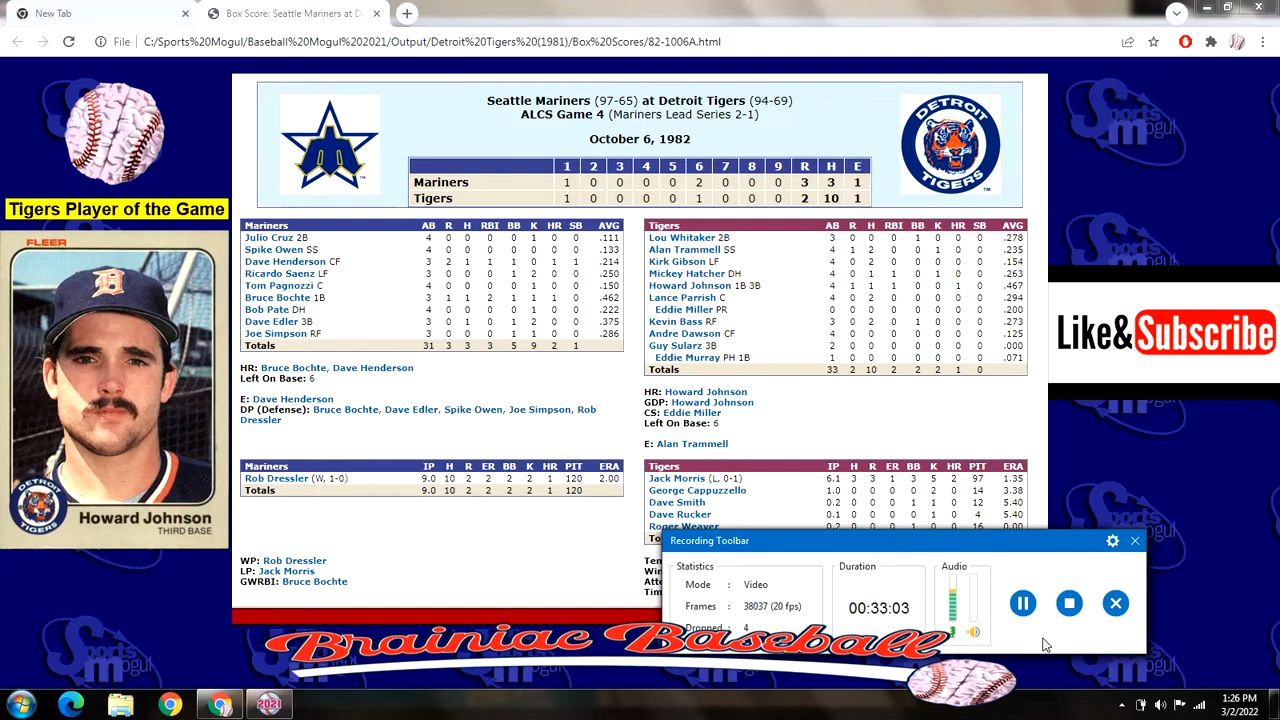 New Tab
Box Score: Seattle Mariners at D
File C:/Sports%20Mogul/Baseball%20Mogul%202021/Output/Detroit%20Tigers%20(1981)/Box%20Scores/82-1006A.html
Seattle Mariners (97-65) at Detroit Tigers (94-69)
ALCS Game 4 (Mariners Lead Series 2-1)
October 6, 1982
1 2 3 4 5 6 7 8 9 R H E
Mariners 1 0 0 0 0 2 0 0 0 3 3 1
Tigers 1 0 0 0 0 1 0 0 0 2 10 1
DETROIT
TIGERS
Tigers Player of the Game
FLEER
Howard Johnson
THIRD BASE
Mariners AB R H RBI BB K HR SB AVG
Julio Cruz 2B 4 0 0 0 0 1 0 0 .111
Spike Owen SS 4 0 0 0 0 0 0 0 .133
Dave Henderson CF 3 2 1 1 1 0 1 1 .214
Ricardo Saenz LF 3 0 0 0 1 2 0 0 .250
Tom Pagnozzi C 4 0 0 0 0 1 0 0 .150
Bruce Bochte 1B 3 1 1 2 1 1 1 0 .462
Bob Pate DH 4 0 0 0 0 1 0 0 .222
Dave Edler 3B 3 0 1 0 1 2 0 0 .375
Joe Simpson RF 3 0 0 0 1 1 0 0 .286
Totals 31 3 3 3 5 9 2 1
HR: Bruce Bochte, Dave Henderson
Left On Base: 6
E: Dave Henderson
DP (Defense): Bruce Bochte, Dave Edler, Spike Owen, Joe Simpson, Rob
Dressler
Mariners IP H R ER BB K HR PIT ERA
Rob Dressler (W, 1-0) 9.0 10 2 2 2 2 1 120 2.00
Totals 9.0 10 2 2 2 2 1 120
WP: Rob Dressler
LP: Jack Morris
GWRBI: Bruce Bochte
Tigers AB R H RBI BB K HR SB AVG
Lou Whitaker 2B 3 0 0 0 1 0 0 0 .278
Alan Trammell SS 4 1 2 0 0 1 0 0 .235
Kirk Gibson LF 4 0 2 0 0 0 0 0 .154
Mickey Hatcher DH 4 0 1 1 0 1 0 0 .263
Howard Johnson 1B 3B 4 1 1 1 0 0 1 0 .467
Lance Parrish C 4 0 2 0 0 0 0 0 .294
Eddie Miller PR 0 0 0 0 0 0 0 0 .200
Kevin Bass RF 3 0 2 0 1 0 0 0 .273
Andre Dawson CF 4 0 0 0 0 0 0 0 .125
Guy Sularz 3B 2 0 0 0 0 0 0 0 .000
Eddie Murray PH 1B 1 0 0 0 0 0 0 0 .071
Totals 33 2 10 2 2 2 1 0
HR: Howard Johnson
GDP: Howard Johnson
CS: Eddie Miller
Left On Base: 6
E: Alan Trammell
Tigers IP H R ER BB K HR PIT ERA
Jack Morris (L, 0-1) 6.1 3 3 1 3 5 2 97 1.35
George Cappuzzello 1.0 0 0 0 0 2 0 14 3.38
Dave Smith 0.2 0 0 0 1 1 0 12 5.40
Dave Rucker 0.1 0 0 0 0 1 0 4 5.40
Roger Weaver 0.2 0 0 0 1 0 0 16 0.00
Like& Subscribe
Recording Toolbar
Statistics
Mode : Video
Frames : 38037 (20 fps)
Dropped : 4
Duration
00:33:03
Audio
Brainiac Baseball
Sports Mogul
2021
1:26 PM
3/2/2022